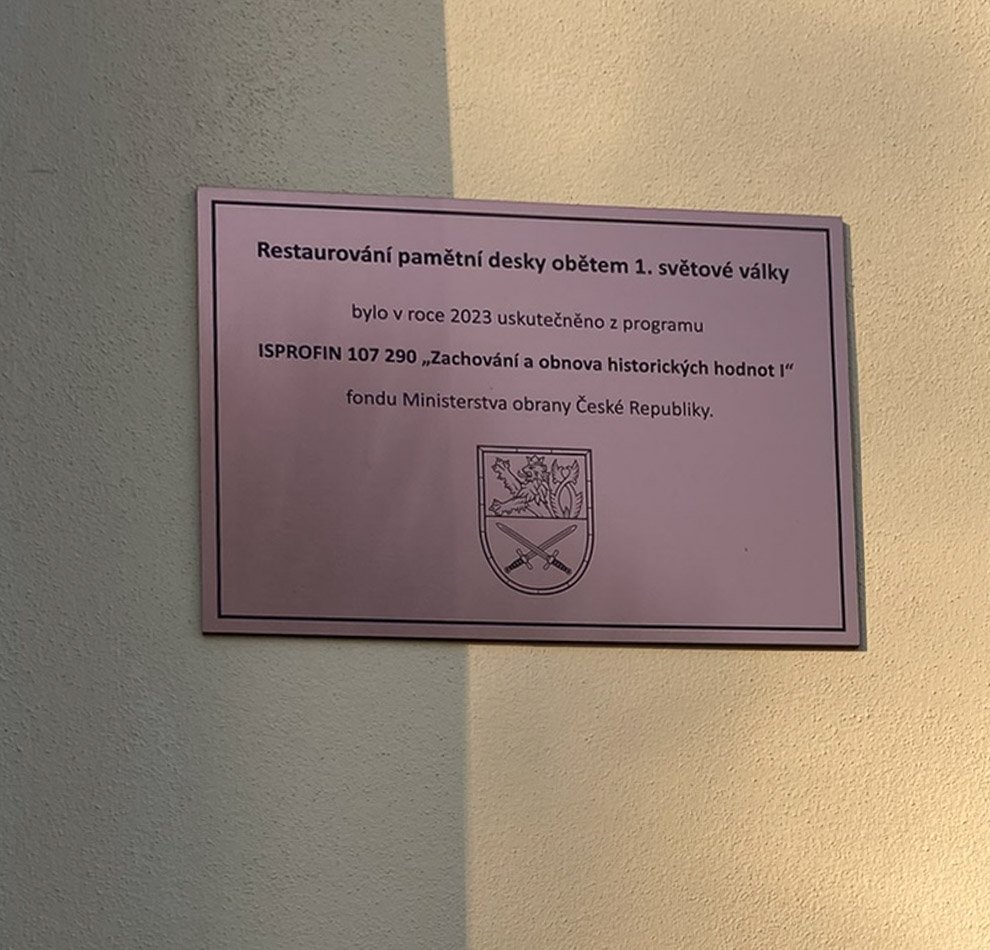 Restaurování pamětní desky obětem 1. světové války
bylo v roce 2023 uskutečněno z programu
ISPROFIN 107 290 „Zachování a obnova historických hodnot I“
fondu Ministerstva obrany České Republiky.